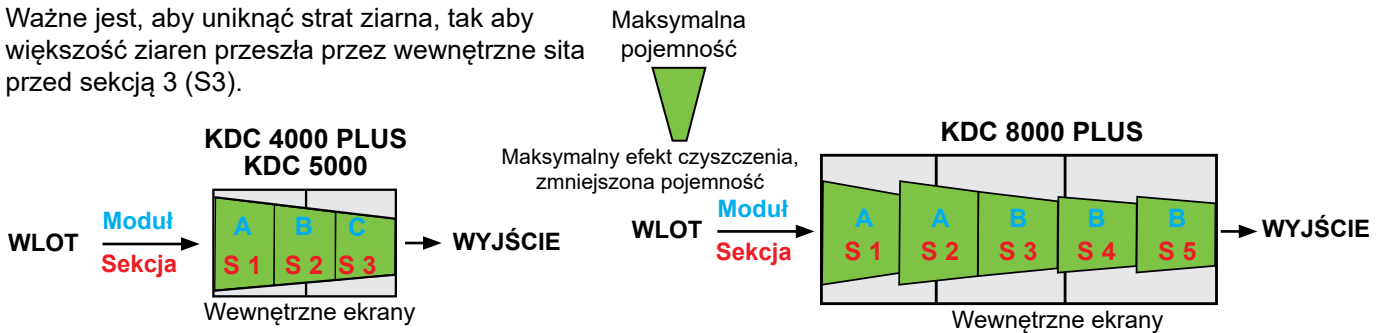 Ważne jest, aby uniknąć strat ziarna, tak aby
większość ziaren przeszła przez wewnętrzne sita
przed sekcją 3 (S3).
Maksymalna
pojemność
Maksymalny efekt czyszczenia,
zmniejszona pojemność
KDC 4000 PLUS
KDC 5000
WLOT
Moduł
Sekcja
A B C
S 1 S 2 S 3
WYJŚCIE
Wewnętrzne ekrany
KDC 8000 PLUS
WLOT
Moduł
Sekcja
A A B B B
S 1 S 2 S 3 S 4 S 5
WYJŚCIE
Wewnętrzne ekrany